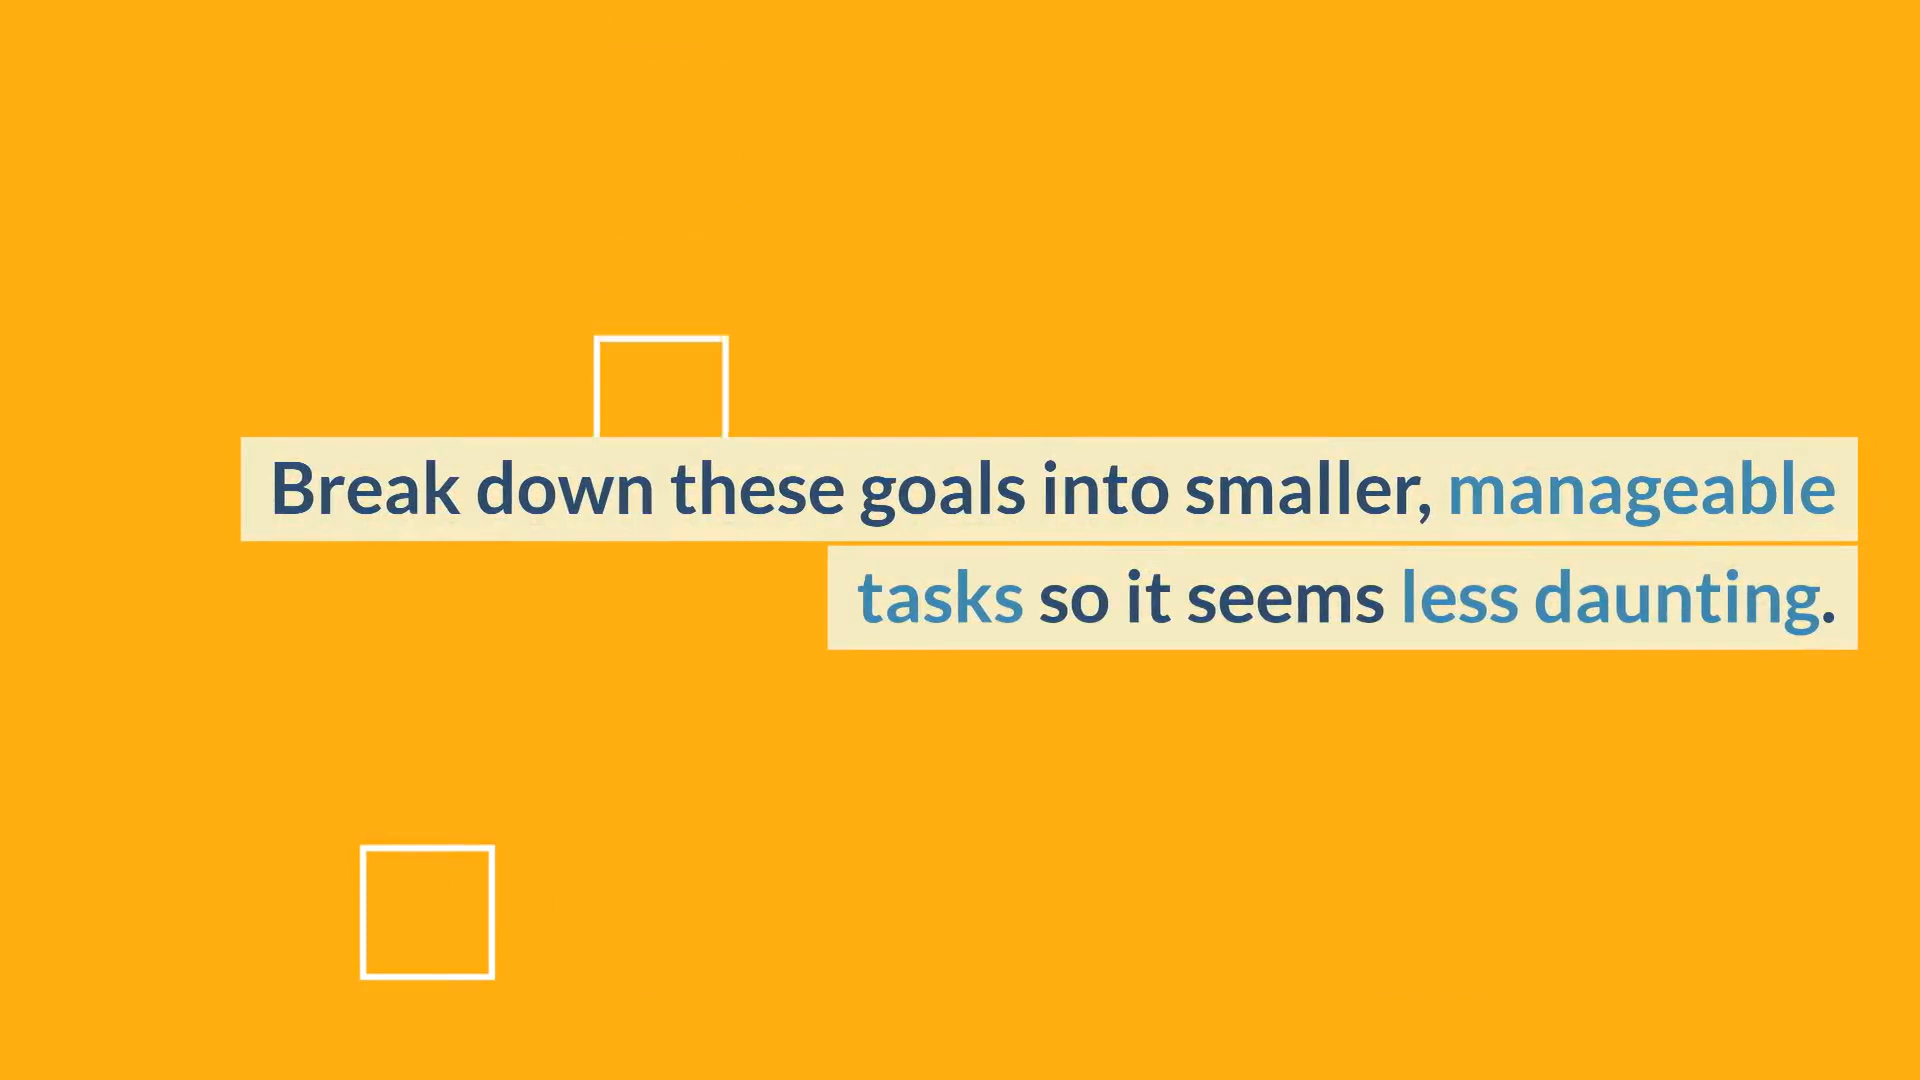 Break down these goals into smaller, manageable
tasks so it seems less daunting.